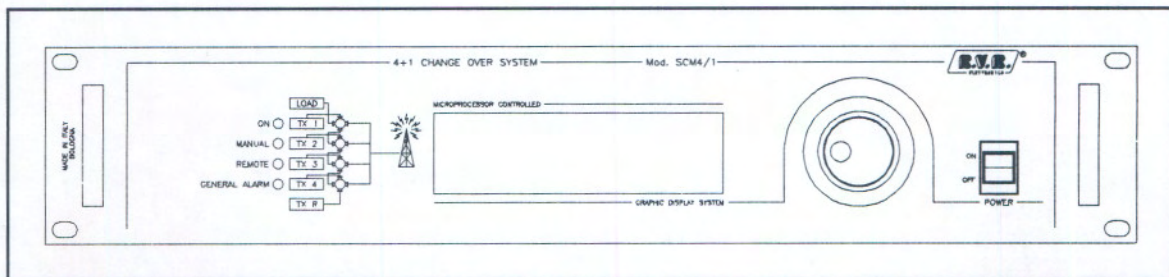 4+1 CHANGE OVER SYSTEM
Mod. SCM4/1
R.V.R.®
ELETTRONICA
MADE IN ITALY
BOLOGNA
LOAD
ON
TX 1
MANUAL
TX 2
REMOTE
TX 3
GENERAL ALARM
TX 4
TX R
MICROPROCESSOR CONTROLLED
GRAPHIC DISPLAY SYSTEM
ON
OFF
POWER